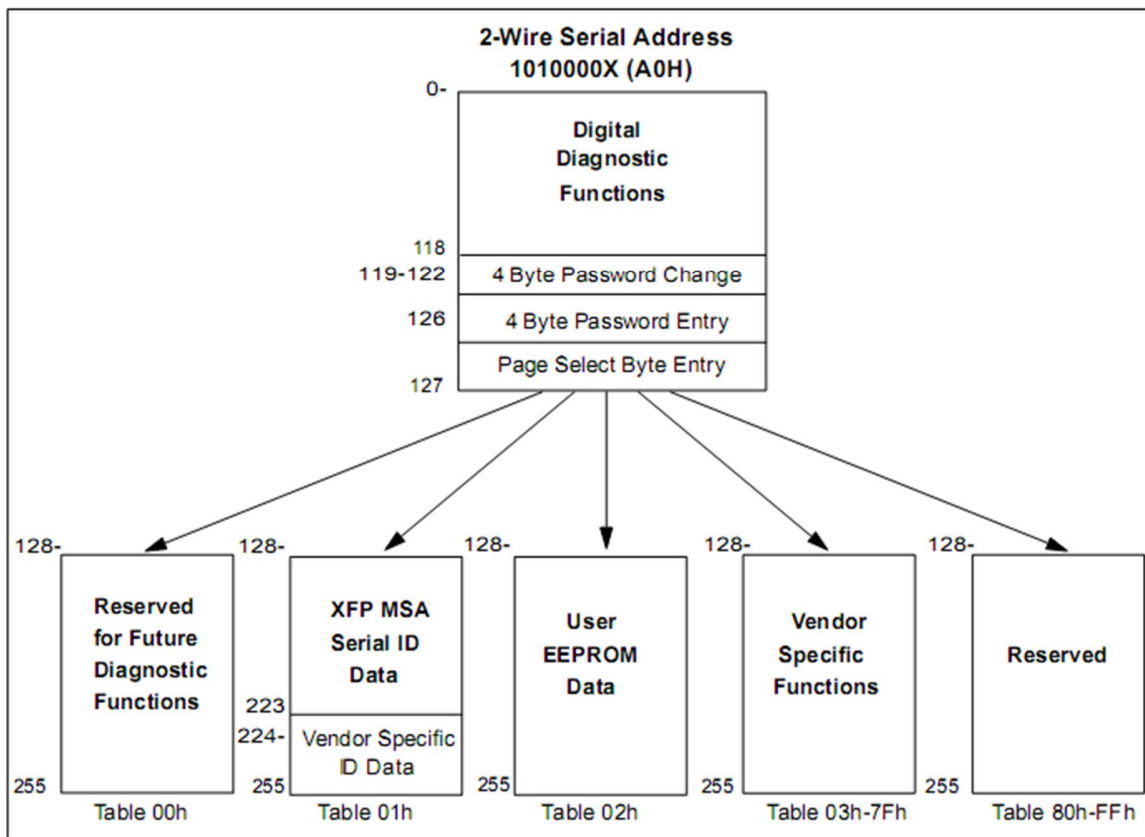 2-Wire Serial Address
1010000X (A0H)
0-
Digital
Diagnostic
Functions
118
119-122
4 Byte Password Change
126
4 Byte Password Entry
Page Select Byte Entry
127
128-
Reserved
for Future
Diagnostic
Functions
255
Table 00h
128-
XFP MSA
Serial ID
Data
223
224-
Vendor Specific
ID Data
255
Table 01h
128-
User
EEPROM
Data
255
Table 02h
128-
Vendor
Specific
Functions
255
Table 03h-7Fh
128-
Reserved
255
Table 80h-FFh